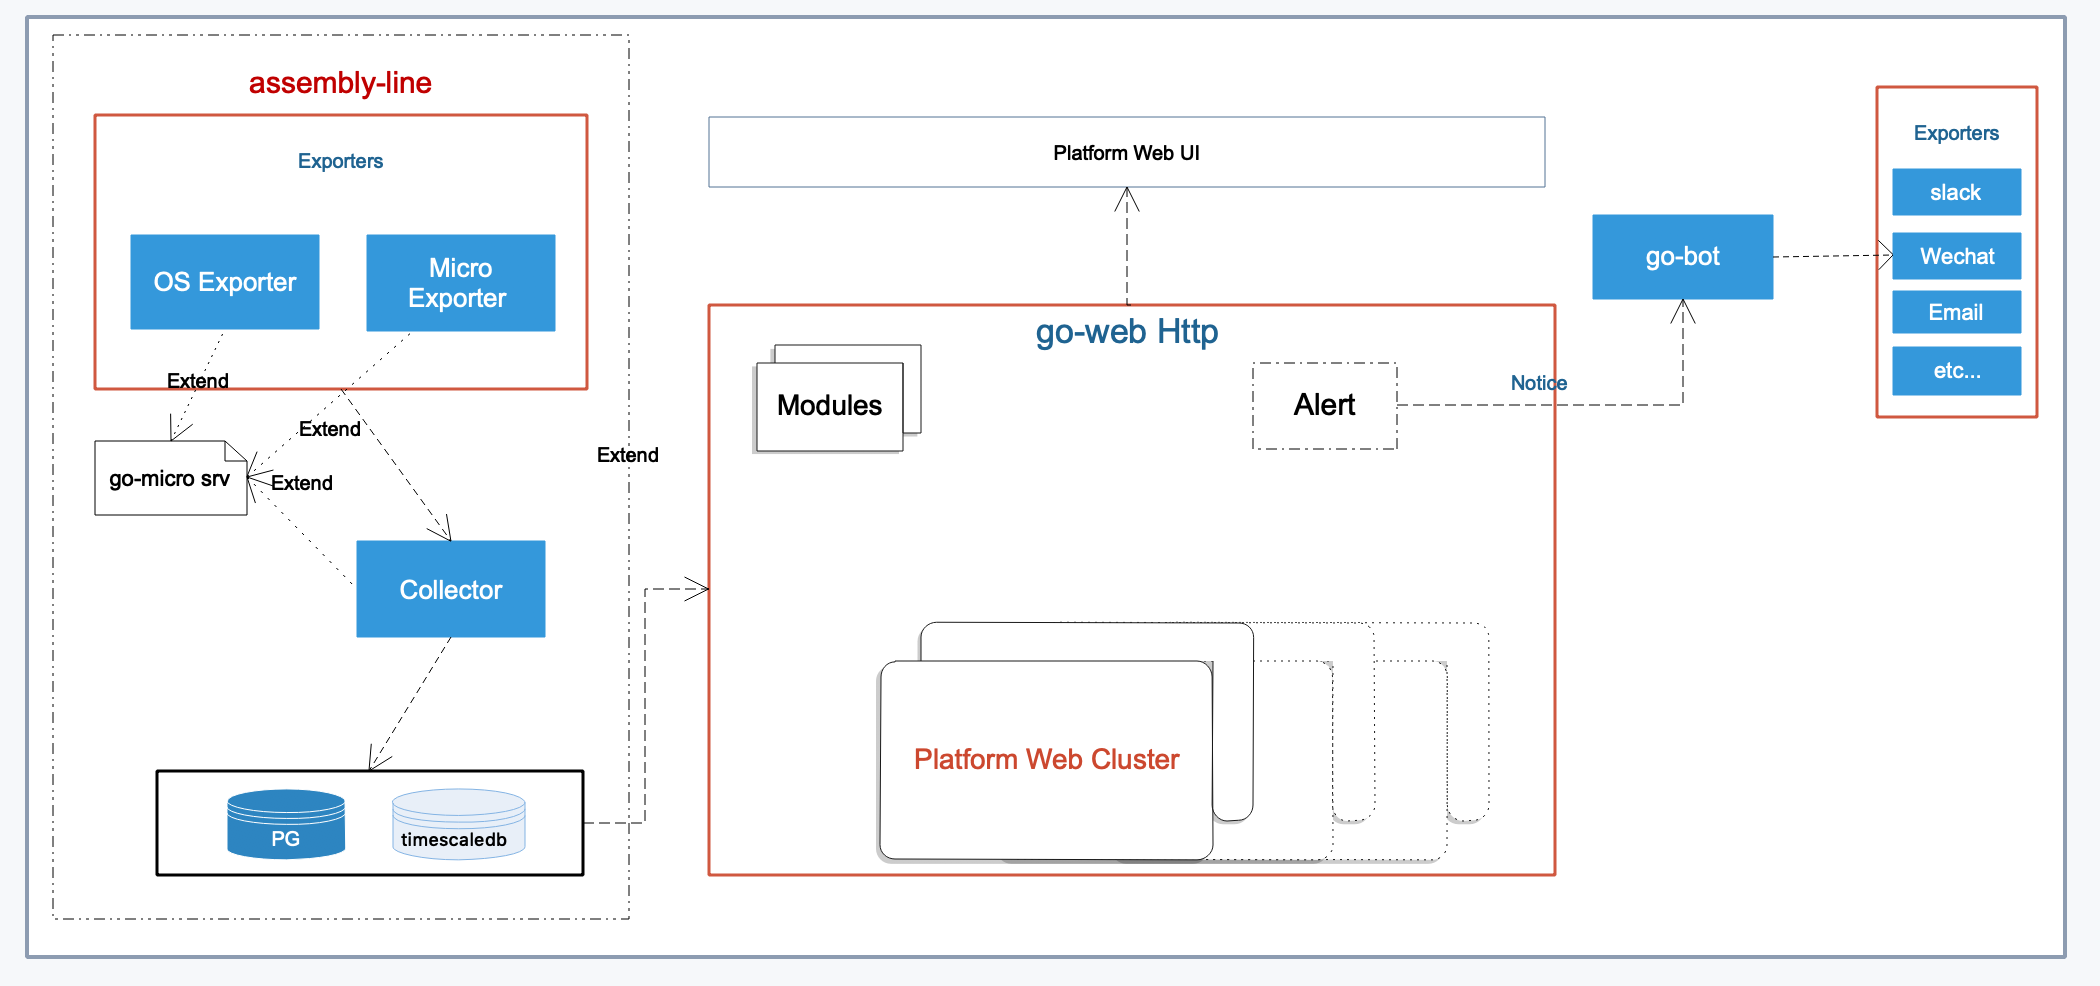 assembly-line
Exporters
OS Exporter
Micro
Exporter
Extend
Extend
Extend
go-micro srv
Collector
PG
timescaledb
Extend
Platform Web UI
go-web Http
Modules
Alert
Notice
Platform Web Cluster
go-bot
Exporters
slack
Wechat
Email
etc...